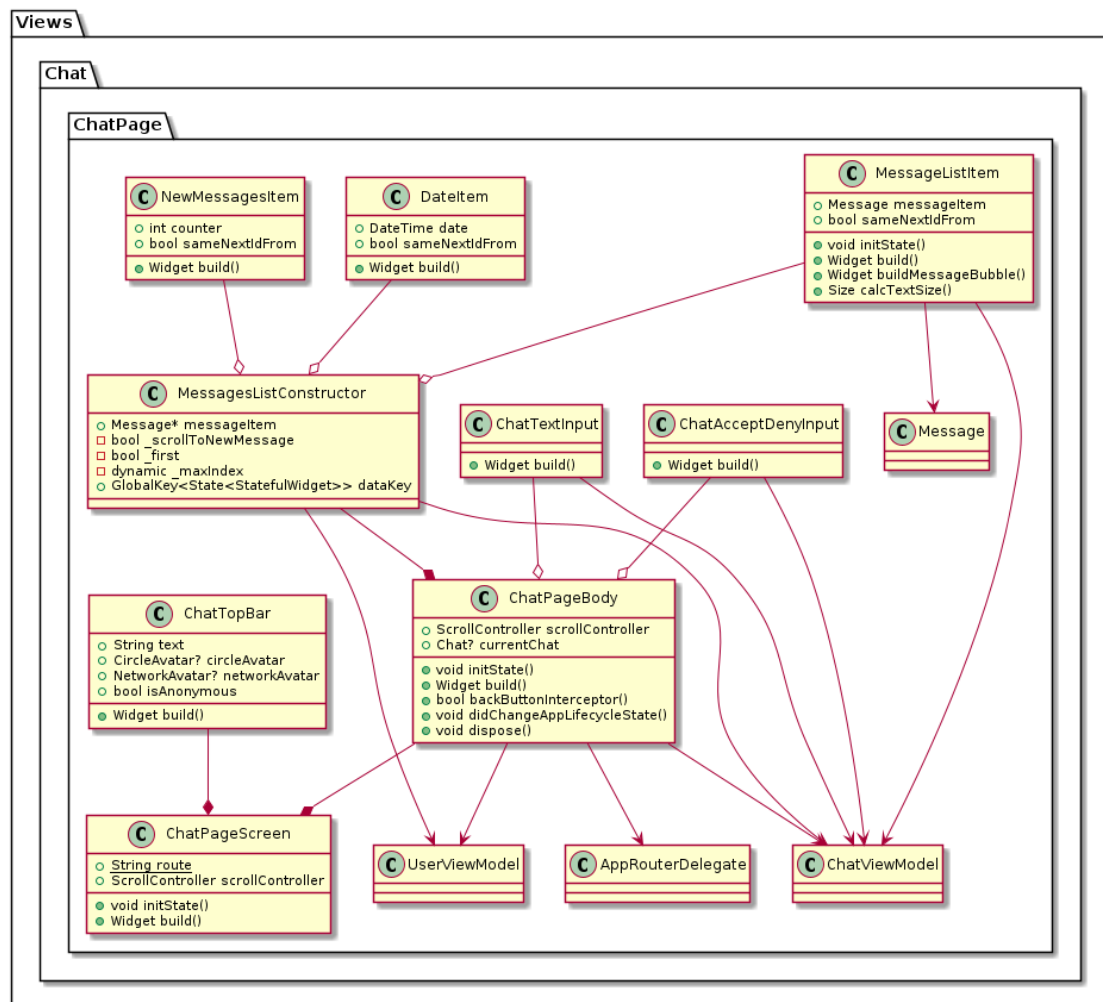 Views
Chat
ChatPage
C NewMessagesItem
int counter
bool sameNextIdFrom
Widget build()
C DateItem
DateTime date
bool sameNextIdFrom
Widget build()
C MessageListItem
Message messageItem
bool sameNextIdFrom
void initState()
Widget build()
Widget buildMessageBubble()
Size calcTextSize()
C MessagesListConstructor
Message* messageItem
bool _scrollToNewMessage
bool _first
dynamic _maxIndex
GlobalKey<State<StatefulWidget>> dataKey
C ChatTextInput
Widget build()
C ChatAcceptDenyInput
Widget build()
C Message
C ChatTopBar
String text
CircleAvatar? circleAvatar
NetworkAvatar? networkAvatar
bool isAnonymous
Widget build()
C ChatPageBody
ScrollController scrollController
Chat? currentChat
void initState()
Widget build()
bool backButtonInterceptor()
void didChangeAppLifecycleState()
void dispose()
C ChatPageScreen
String route
ScrollController scrollController
void initState()
Widget build()
C UserViewModel
C AppRouterDelegate
C ChatViewModel